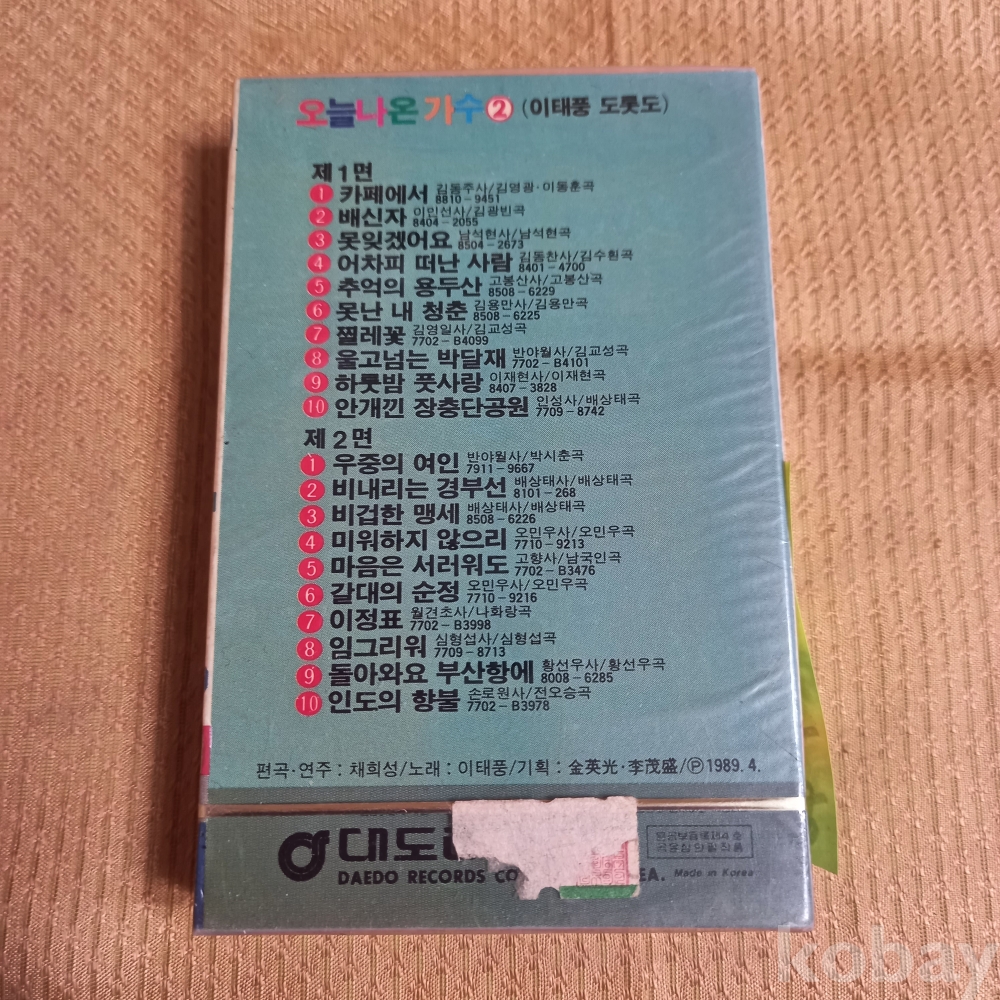 오늘나온 가수 2 (이태풍 도롯도)
제1면
1 카페에서 김동주사/김영광·이동훈곡 8810-9451
2 배신자 이인선사/김광빈곡 8404-2055
3 못잊겠어요 남석현사/남석현곡 8504-2673
4 어차피 떠난 사람 김동찬사/김수환곡 8401-4700
5 추억의 용두산 고봉산사/고봉산곡 8508-6229
6 못난 내 청춘 김용만사/김용만곡 8508-6225
7 찔레꽃 김영일사/김교성곡 7702-B4099
8 울고넘는 박달재 반야월사/김교성곡 7702-B4101
9 하룻밤 풋사랑 이재현사/이재현곡 8407-3828
10 안개낀 장충단공원 인성사/배상태곡 7709-8742
제2면
1 우중의 여인 반야월사/박시춘곡 7911-9667
2 비내리는 경부선 배상태사/배상태곡 8101-268
3 비겁한 맹세 배상태사/배상태곡 8508-6226
4 미워하지 않으리 오민우사/오민우곡 7710-9213
5 마음은 서러워도 고향사/남국인곡 7702-B3476
6 갈대의 순정 오민우사/오민우곡 7710-9216
7 이정표 월견초사/나화랑곡 7702-B3998
8 임그리워 심형섭사/심형섭곡 7709-8713
9 돌아와요 부산항에 황선우사/황선우곡 8008-6285
10 인도의 향불 손로원사/전오승곡 7702-B3978
편곡·연주:채희성/노래:이태풍/기획:金英光·李茂盛/Ⓟ1989.4.
대도
DAEDO RECORDS CO
EA. Made in Korea
kobay